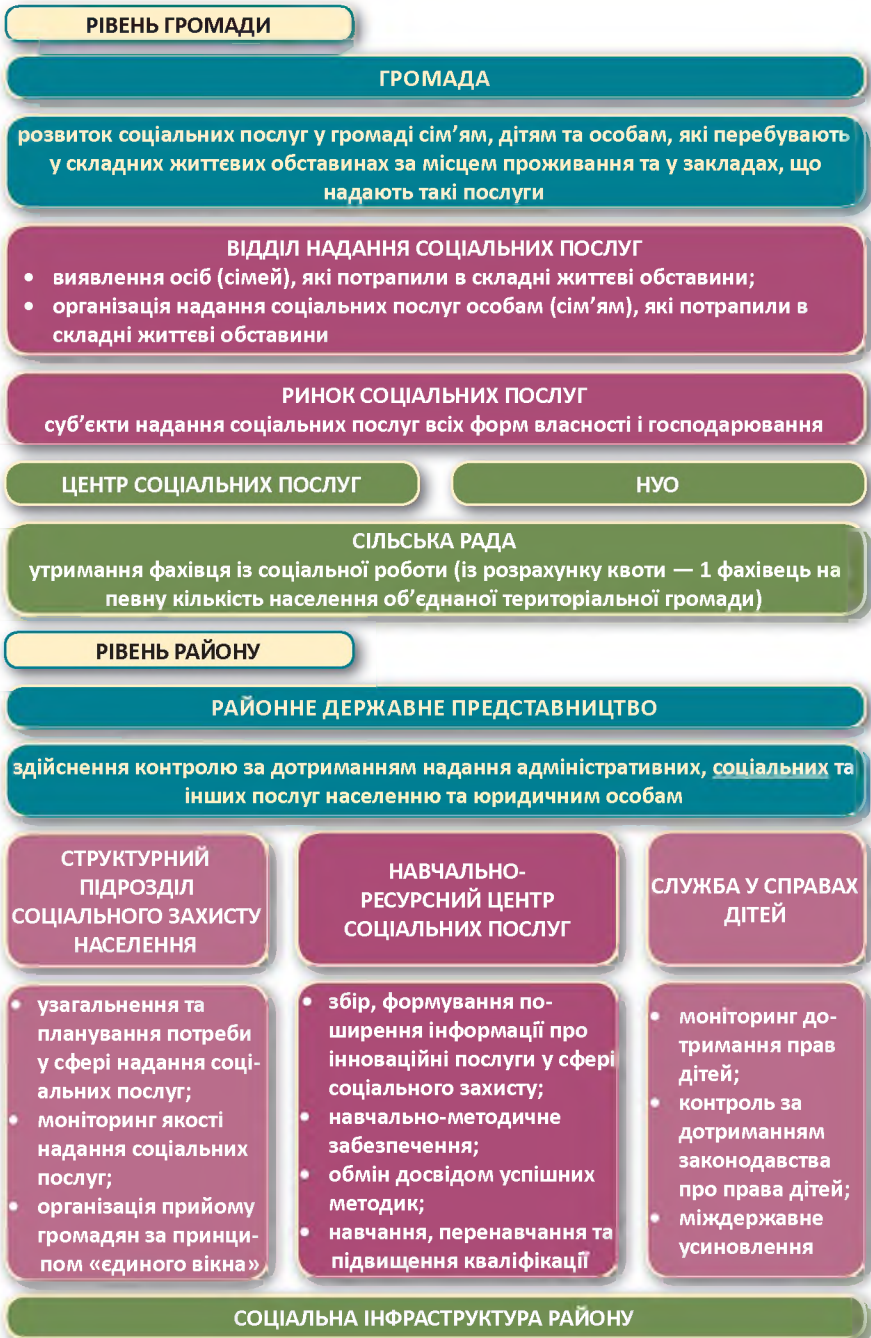 РІВЕНЬ ГРОМАДИ
ГРОМАДА
розвиток соціальних послуг у громаді сім’ям, дітям та особам, які перебувають
у складних життєвих обставинах за місцем проживання та у закладах, що
надають такі послуги
ВІДДІЛ НАДАННЯ СОЦІАЛЬНИХ ПОСЛУГ
• виявлення осіб (сімей), які потрапили в складні життєві обставини;
• організація надання соціальних послуг особам (сім’ям), які потрапили в
складні життєві обставини
РИНОК СОЦІАЛЬНИХ ПОСЛУГ
суб’єкти надання соціальних послуг всіх форм власності і господарювання
ЦЕНТР СОЦІАЛЬНИХ ПОСЛУГ
НУО
СІЛЬСЬКА РАДА
утримання фахівця із соціальної роботи (із розрахунку квоти — 1 фахівець на
певну кількість населення об’єднаної територіальної громади)
РІВЕНЬ РАЙОНУ
РАЙОННЕ ДЕРЖАВНЕ ПРЕДСТАВНИЦТВО
здійснення контролю за дотриманням надання адміністративних, соціальних та
інших послуг населенню та юридичним особам
СТРУКТУРНИЙ
ПІДРОЗДІЛ
СОЦІАЛЬНОГО ЗАХИСТУ
НАСЕЛЕННЯ
• узагальнення та
планування потреби
у сфері надання соці-
альних послуг;
• моніторинг якості
надання соціальних
послуг;
• організація прийому
громадян за принци-
пом «єдиного вікна»
НАВЧАЛЬНО-
РЕСУРСНИЙ ЦЕНТР
СОЦІАЛЬНИХ ПОСЛУГ
• збір, формування по-
ширення інформації про
інноваційні послуги у сфері
соціального захисту;
• навчально-методичне
забезпечення;
• обмін досвідом успішних
методик;
• навчання, перенавчання та
підвищення кваліфікації
СЛУЖБА У СПРАВАХ
ДІТЕЙ
• моніторинг до-
тримання прав
дітей;
• контроль за
дотриманням
законодавства
про права дітей;
• міждержавне
усиновлення
СОЦІАЛЬНА ІНФРАСТРУКТУРА РАЙОНУ